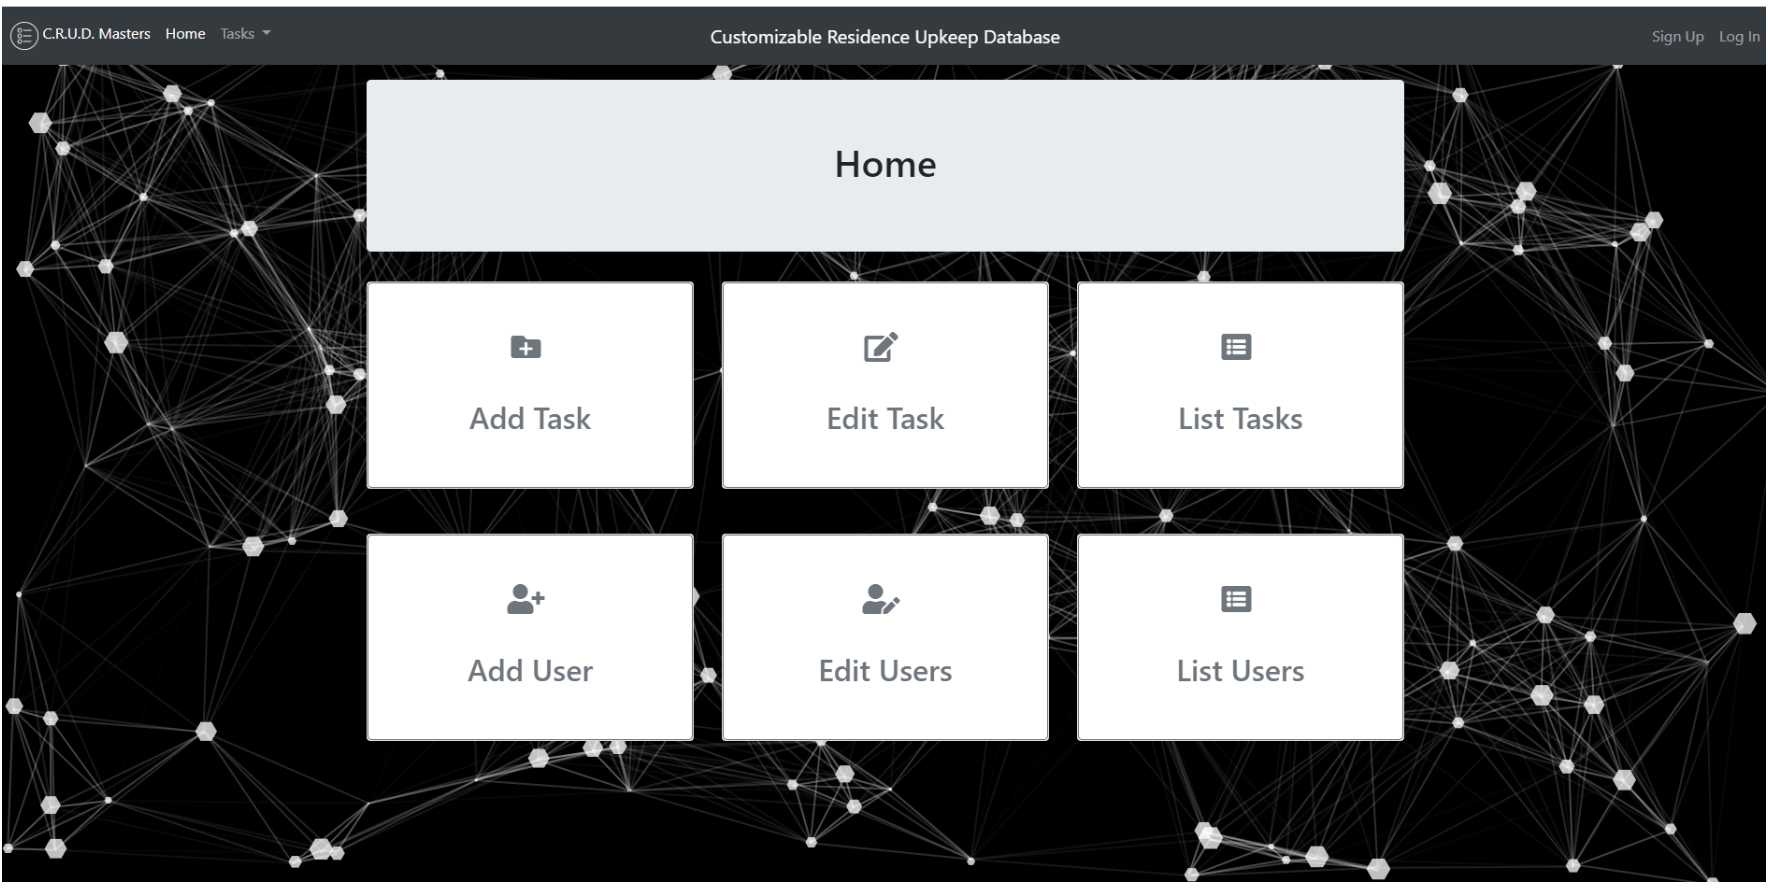 C.R.U.D. Masters Home Tasks Customizable Residence Upkeep Database Sign Up Log In
Home
Add Task Edit Task List Tasks
Add User Edit Users List Users